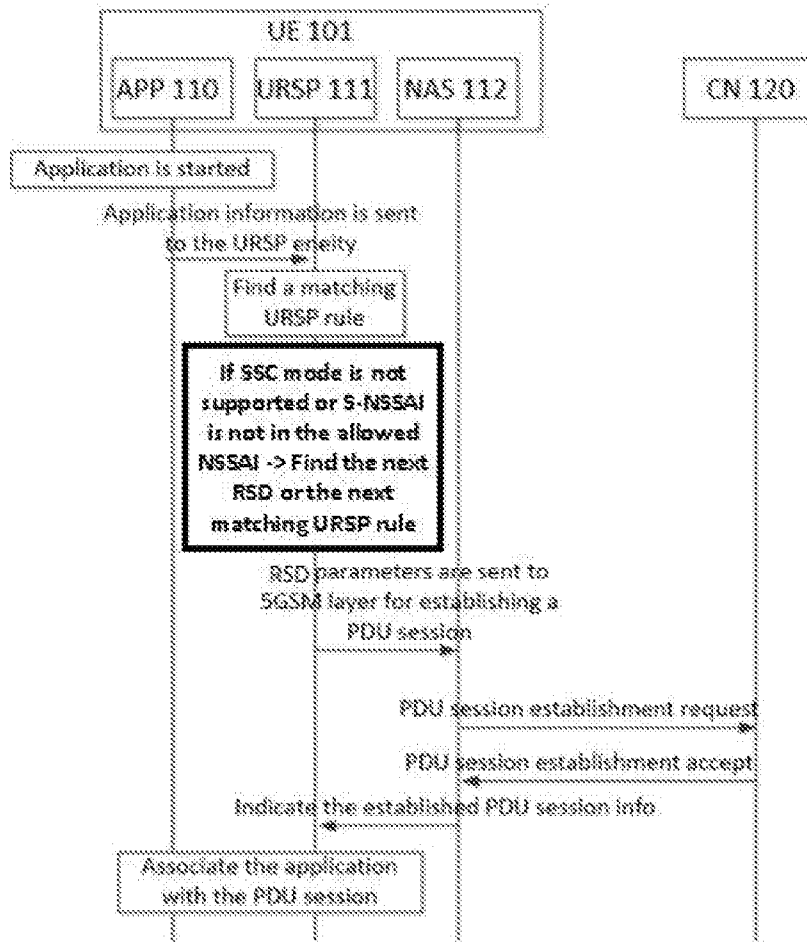 UE 101
APP 110
URSP 111
NAS 112
CN 120
Application is started
Application information is sent
to the URSP eneity
Find a matching
URSP rule
If SSC mode is not
supported or S-NSSAI
is not in the allowed
NSSAI -> Find the next
RSD or the next
matching URSP rule
RSD parameters are sent to
5GSM layer for establishing a
PDU session
PDU session establishment request
PDU session establishment accept
Indicate the established PDU session info
Associate the application
with the PDU session